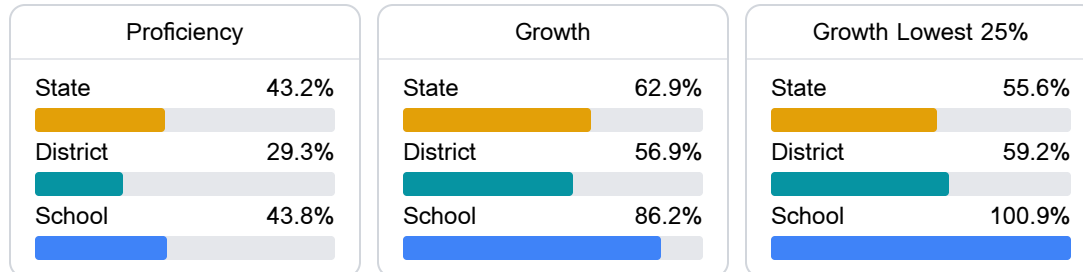 Proficiency
State 43.2%
District 29.3%
School 43.8%
Growth
State 62.9%
District 56.9%
School 86.2%
Growth Lowest 25%
State 55.6%
District 59.2%
School 100.9%